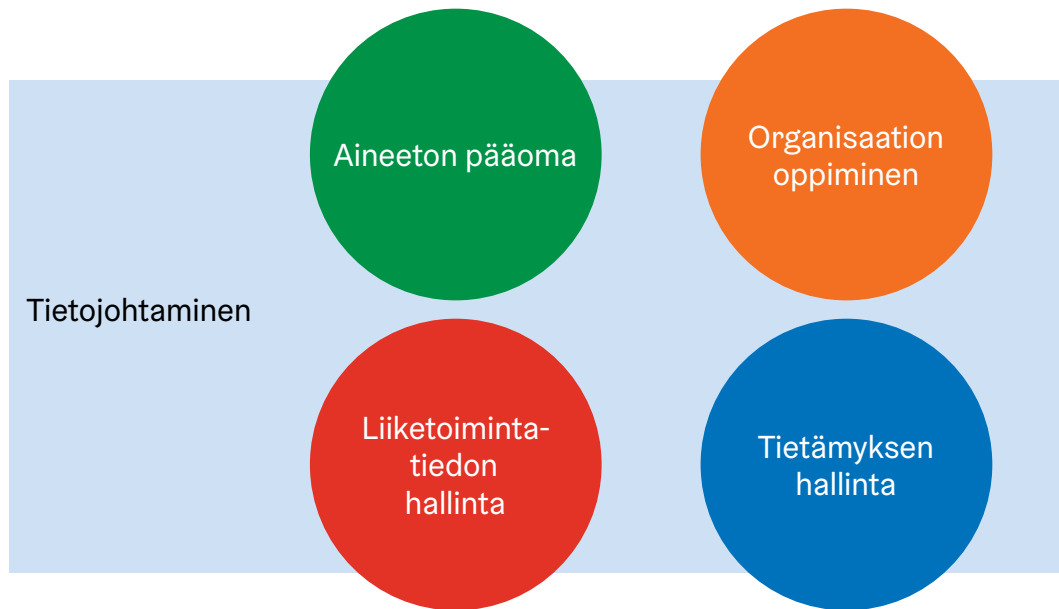 Tietojohtaminen
Aineeton pääoma
Organisaation
oppiminen
Liiketoiminta-
tiedon
hallinta
Tietämyksen
hallinta